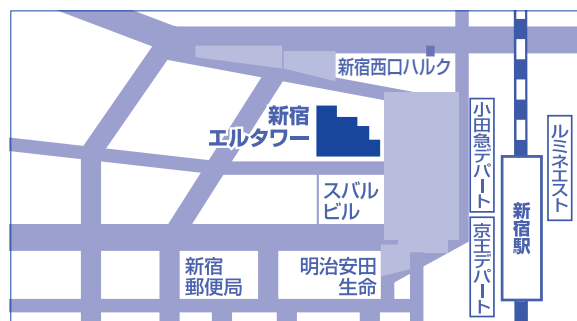 新宿西口ハルク
新宿
エルタワー
小田急デパート
ルミネエスト
スバル
ビル
新宿駅
京王デパート
新宿
郵便局
明治安田
生命